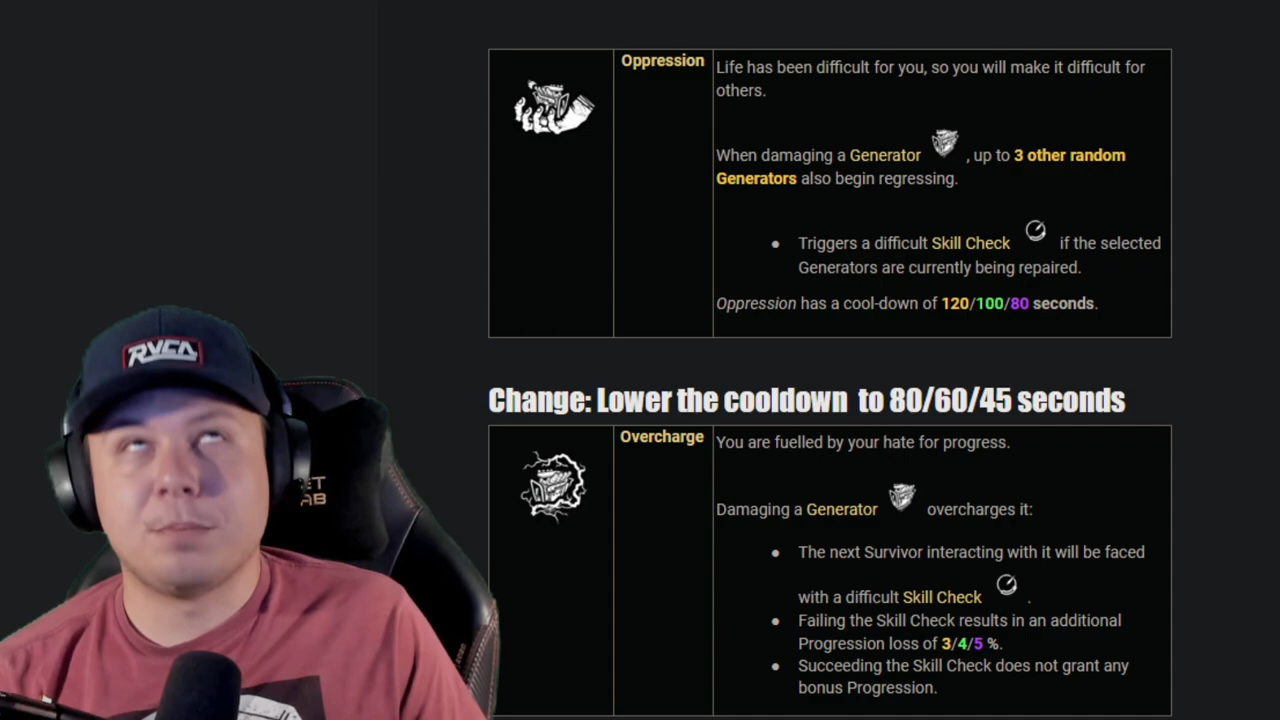 Oppression
Life has been difficult for you, so you will make it difficult for
others.
When damaging a Generator , up to 3 other random
Generators also begin regressing.
● Triggers a difficult Skill Check if the selected
Generators are currently being repaired.
Oppression has a cool-down of 120/100/80 seconds.
Change: Lower the cooldown to 80/60/45 seconds
Overcharge
You are fuelled by your hate for progress.
Damaging a Generator overcharges it:
● The next Survivor interacting with it will be faced
with a difficult Skill Check .
● Failing the Skill Check results in an additional
Progression loss of 3/4/5 %.
● Succeeding the Skill Check does not grant any
bonus Progression.
RVCA